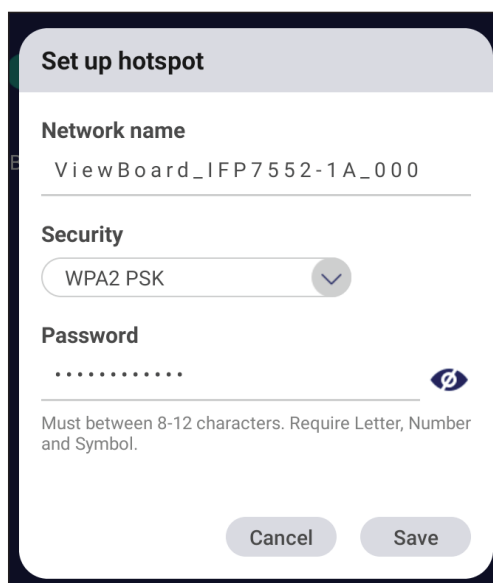 Set up hotspot
Network name
ViewBoard_IFP7552-1A_000
Security
WPA2 PSK
Password
............
Must between 8-12 characters. Require Letter, Number
and Symbol.
Cancel
Save